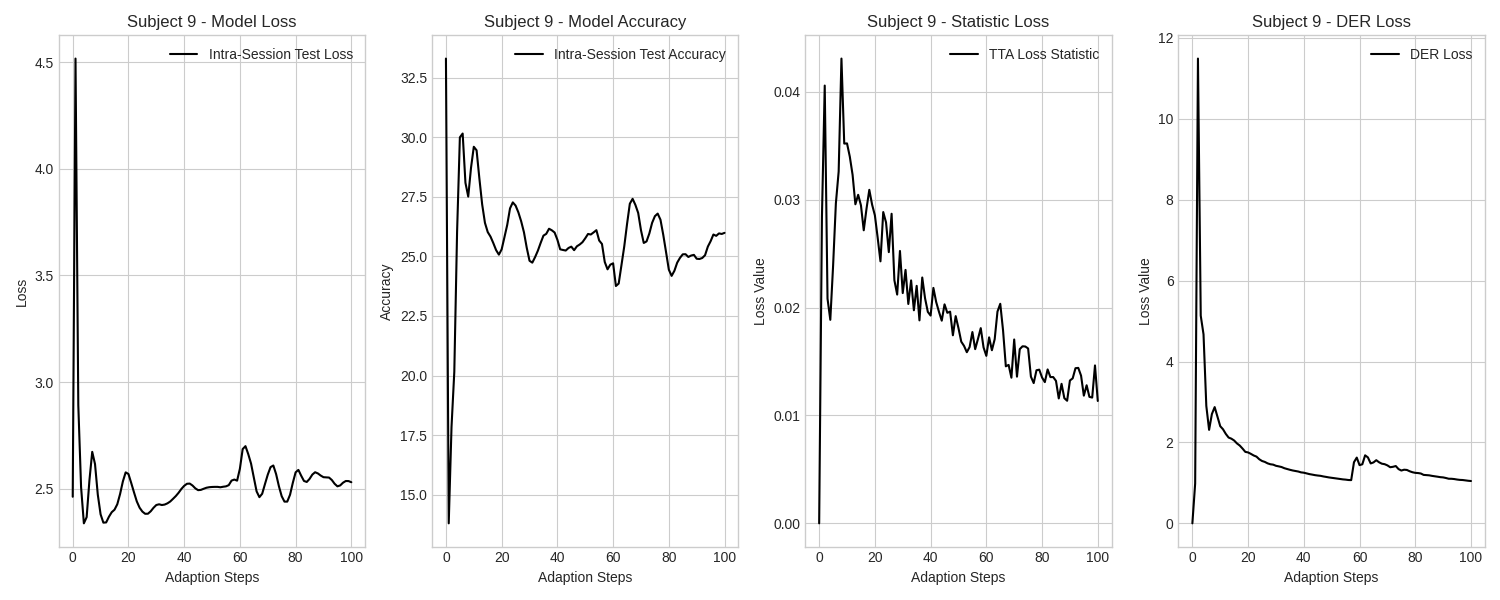 Subject 9 - Model Loss
Intra-Session Test Loss
4.5
4.0
3.5
3.0
2.5
Loss
0 20 40 60 80 100
Adaption Steps
Subject 9 - Model Accuracy
Intra-Session Test Accuracy
32.5
30.0
27.5
25.0
22.5
20.0
17.5
15.0
Accuracy
0 20 40 60 80 100
Adaption Steps
Subject 9 - Statistic Loss
TTA Loss Statistic
0.04
0.03
0.02
0.01
0.00
Loss Value
0 20 40 60 80 100
Adaption Steps
Subject 9 - DER Loss
DER Loss
12
10
8
6
4
2
0
Loss Value
0 20 40 60 80 100
Adaption Steps